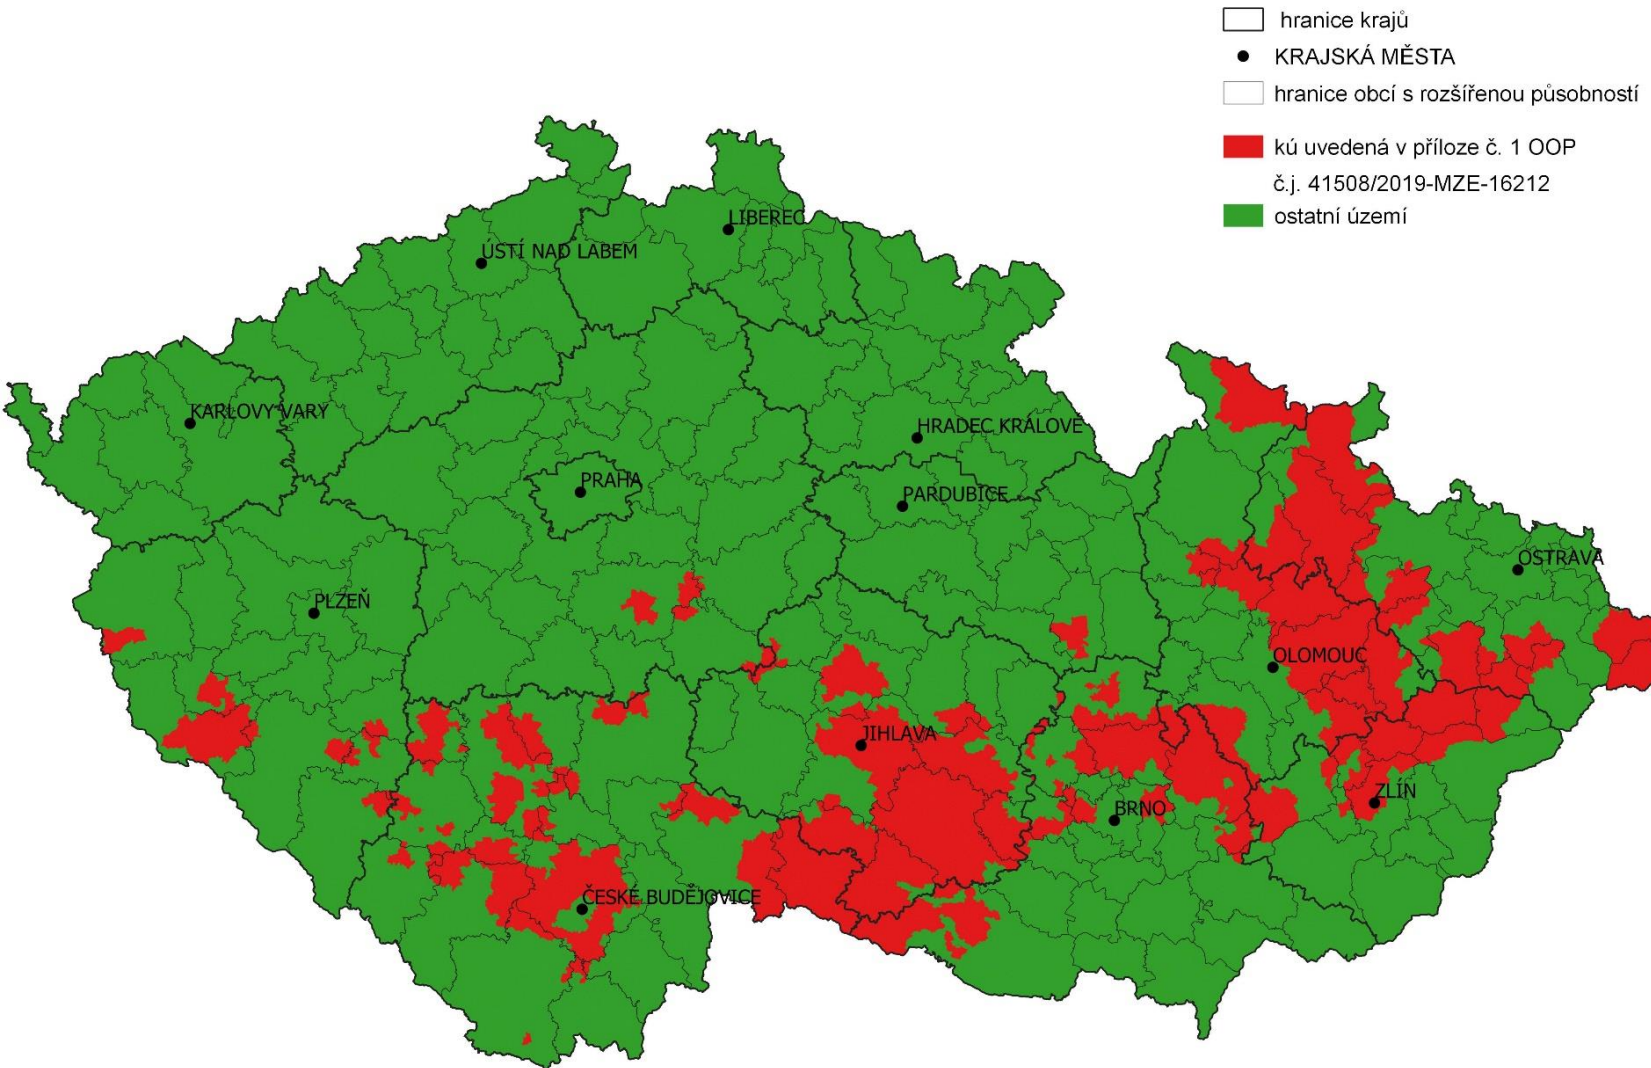 hranice krajů
KRAJSKÁ MĚSTA
hranice obcí s rozšířenou působností
kú uvedená v příloze č. 1 OOP
č.j. 41508/2019-MZE-16212
ostatní území
LIBEREC
ÚSTÍ NAD LABEM
KARLOVY VARY
HRADEC KRÁLOVÉ
PRAHA
PARDUBICE
OSTRAVA
PLZEŇ
OLOMOUC
JIHLAVA
ZLÍN
BRNO
ČESKÉ BUDĚJOVICE